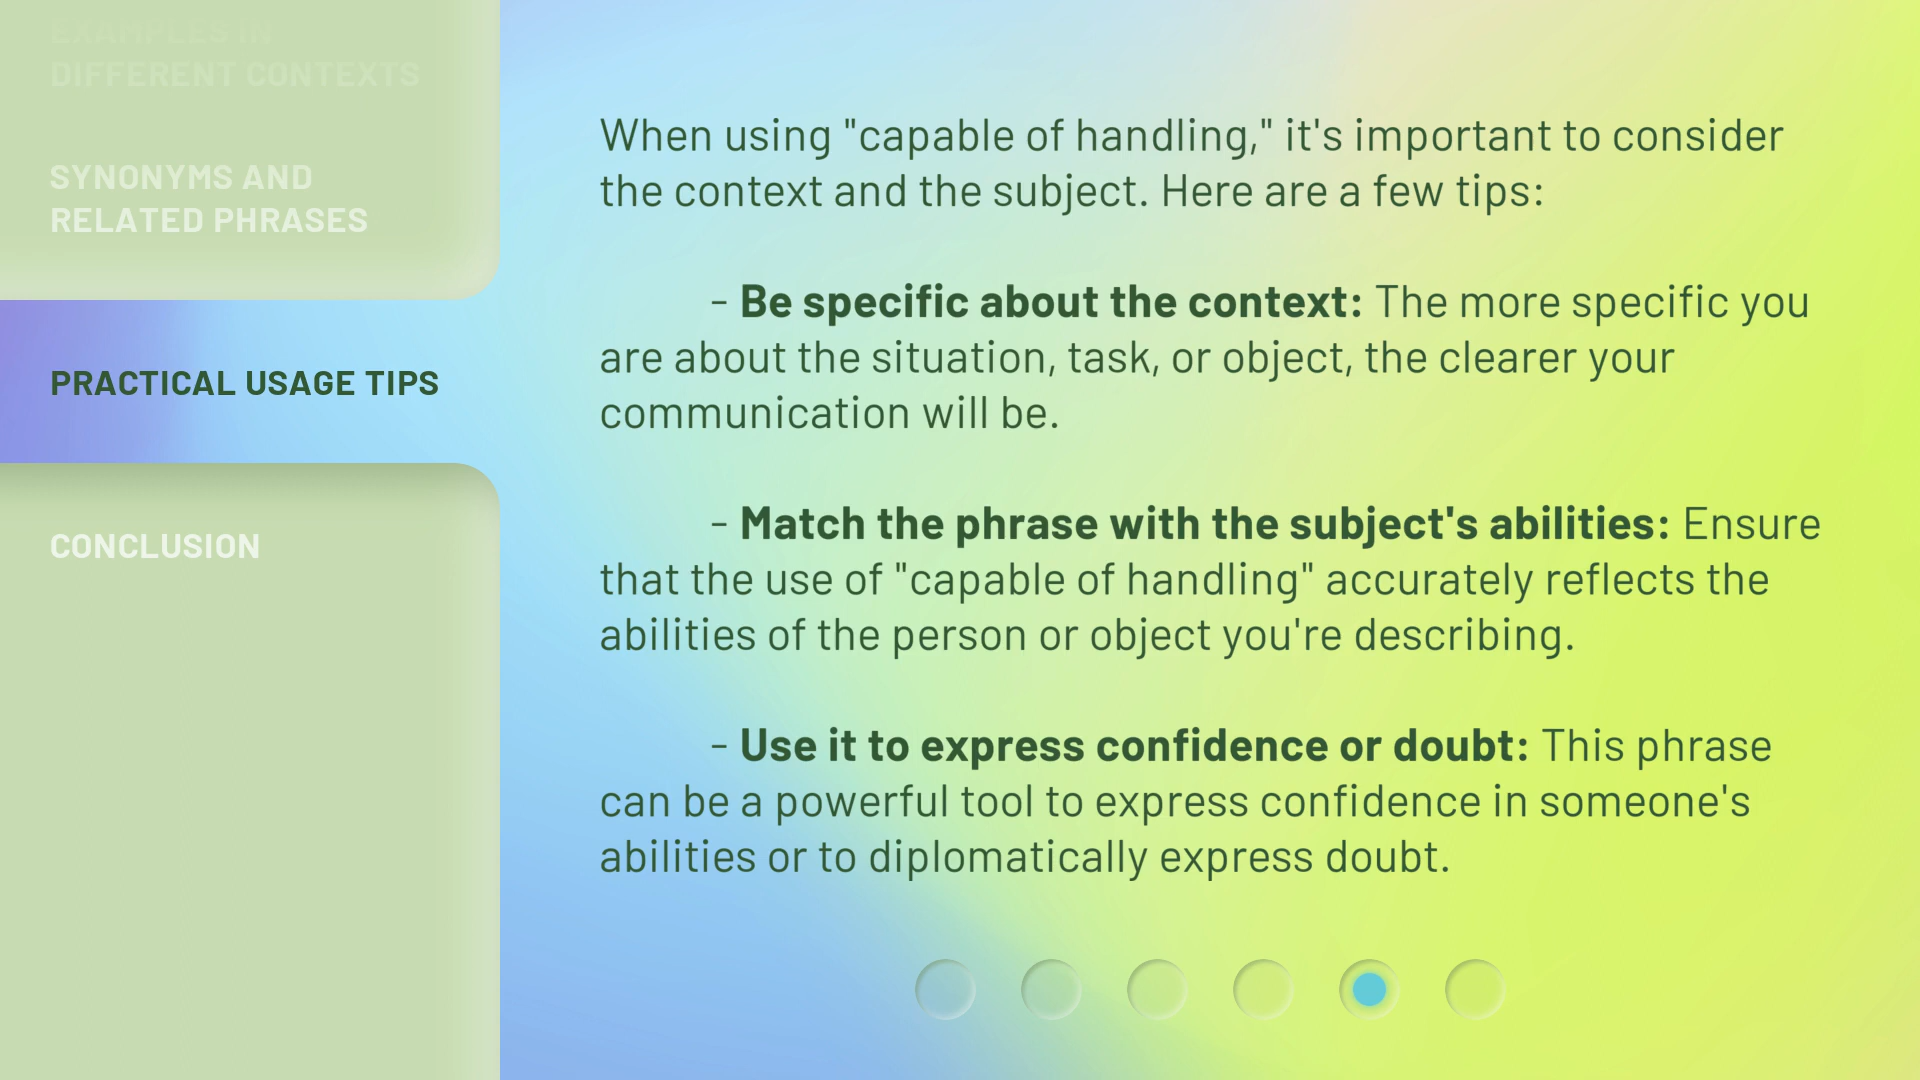 EXAMPLES IN
DIFFERENT CONTEXTS
SYNONYMS AND
RELATED PHRASES
PRACTICAL USAGE TIPS
CONCLUSION
When using "capable of handling," it's important to consider
the context and the subject. Here are a few tips:
- Be specific about the context: The more specific you
are about the situation, task, or object, the clearer your
communication will be.
- Match the phrase with the subject's abilities: Ensure
that the use of "capable of handling" accurately reflects the
abilities of the person or object you're describing.
- Use it to express confidence or doubt: This phrase
can be a powerful tool to express confidence in someone's
abilities or to diplomatically express doubt.